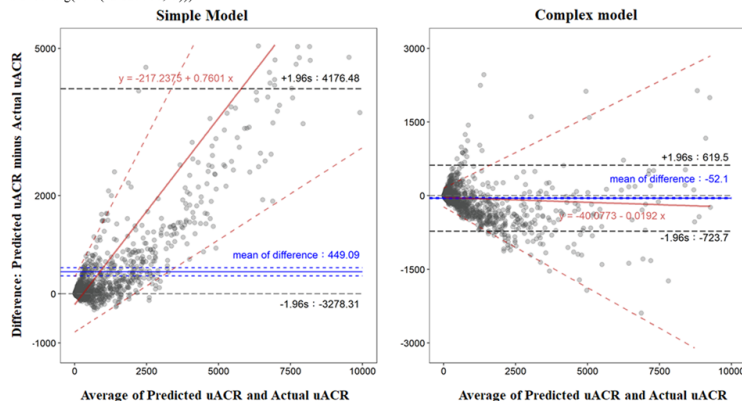 Simple Model
Complex model
Difference: Predicted uACR minus Actual uACR
5000
2000
0
-1000
y = -217.2375 + 0.7601 x
+1.96s : 4176.48
mean of difference : 449.09
-1.96s : -3278.31
0
2500
5000
7500
10000
Average of Predicted uACR and Actual uACR
3000
1500
0
-1500
-3000
+1.96s : 619.5
mean of difference : -52.1
y = -40.0773 - 0.0192 x
-1.96s : -723.7
0
2500
5000
7500
10000
Average of Predicted uACR and Actual uACR